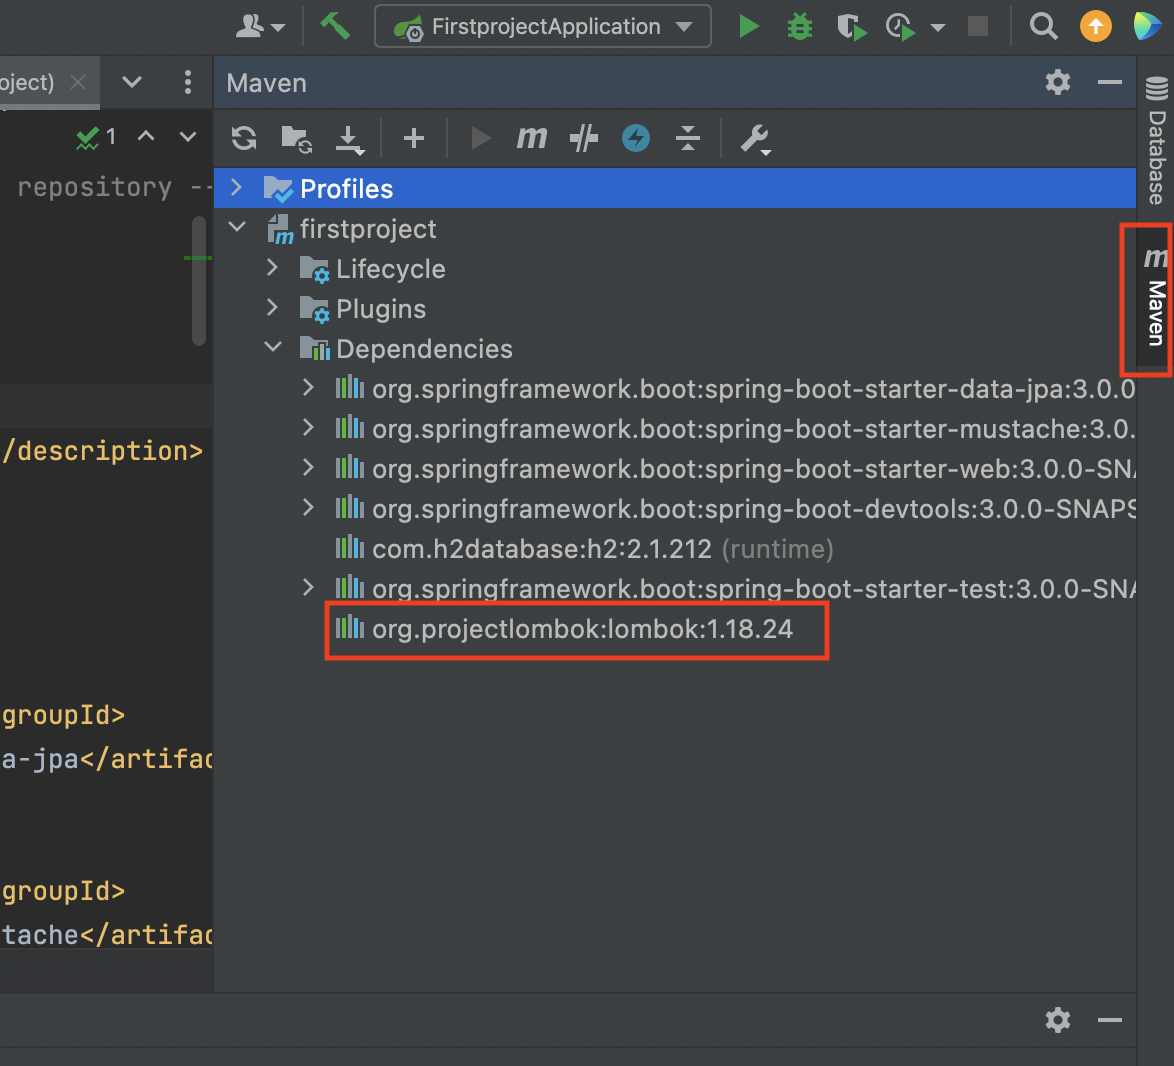 FirstprojectApplication
oject)
Maven
1
repository --
Profiles
firstproject
Lifecycle
Plugins
Dependencies
org.springframework.boot:spring-boot-starter-data-jpa:3.0.0
org.springframework.boot:spring-boot-starter-mustache:3.0.
org.springframework.boot:spring-boot-starter-web:3.0.0-SNA
org.springframework.boot:spring-boot-devtools:3.0.0-SNAPS
com.h2database:h2:2.1.212 (runtime)
org.springframework.boot:spring-boot-starter-test:3.0.0-SNA
org.projectlombok:lombok:1.18.24
/description>
groupId>
a-jpa</artifac
groupId>
tache</artifac
Database
m Maven